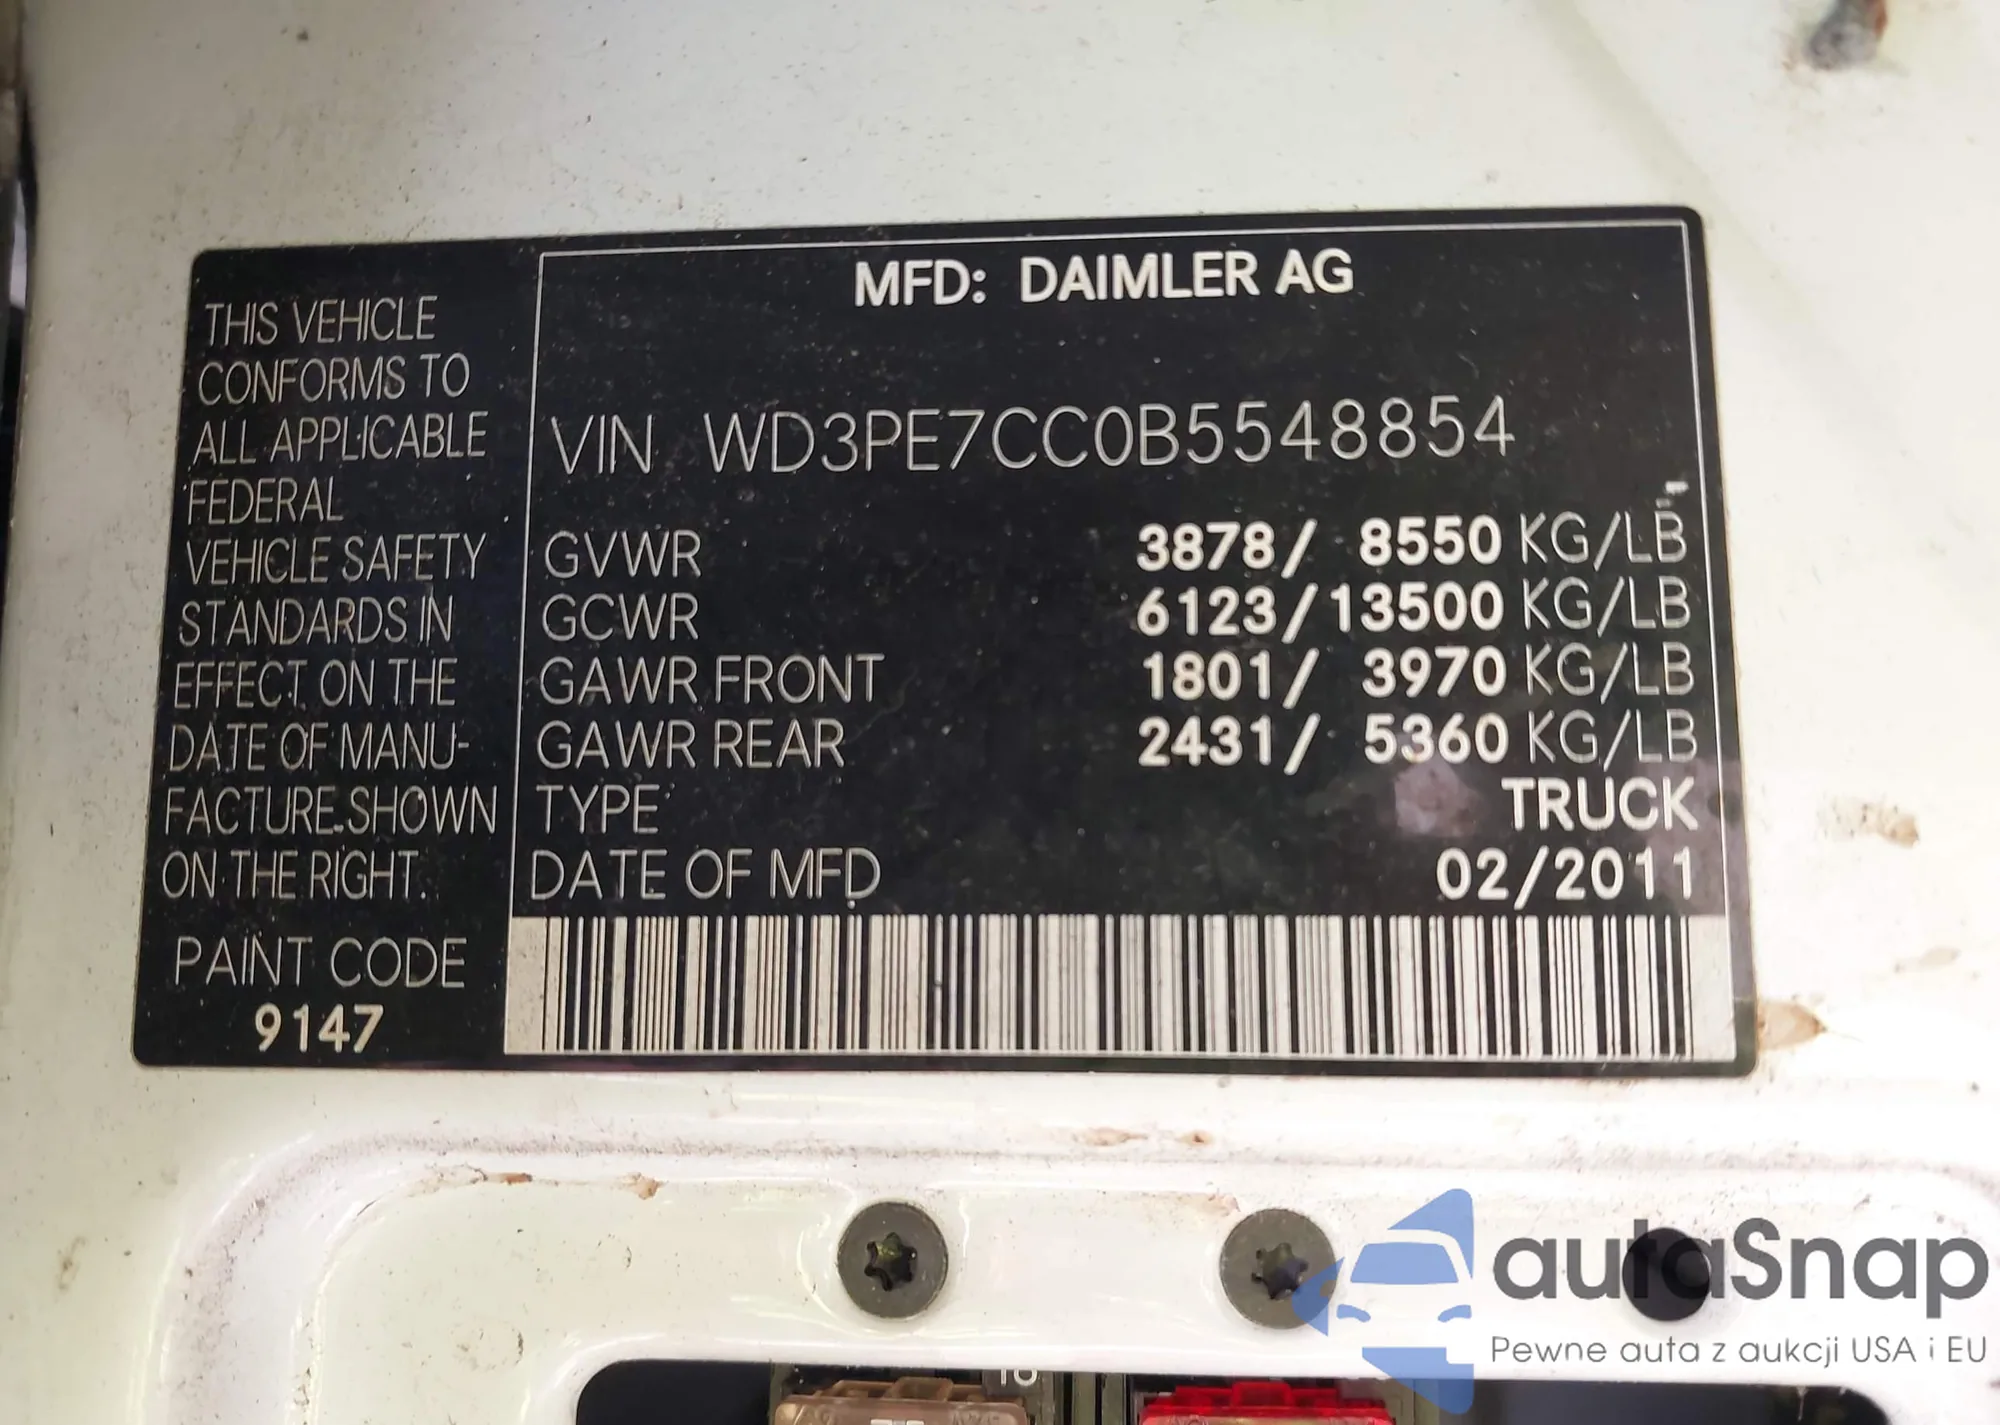 THIS VEHICLE
CONFORMS TO
ALL APPLICABLE
FEDERAL
VEHICLE SAFETY
STANDARDS IN
EFFECT ON THE
DATE OF MANU-
FACTURE SHOWN
ON THE RIGHT.
PAINT CODE
9147
MFD: DAIMLER AG
VIN WD3PE7CC0B5548854
GVWR 3878/ 8550 KG/LB
GCWR 6123/13500 KG/LB
GAWR FRONT 1801/ 3970 KG/LB
GAWR REAR 2431/ 5360 KG/LB
TYPE TRUCK
DATE OF MFD 02/2011
autaSnap
Pewne auta z aukcji USA i EU